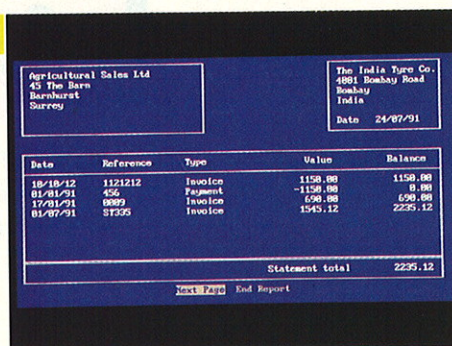 Agricultural Sales Ltd
45 The Barn
Barnhurst
Surrey
The India Tyre Co.
4001 Bombay Road
Bombay
India
Date 24/07/91
Date Reference Type Value Balance
10/10/12 1121212 Invoice 1150.00 1150.00
01/01/91 456 Payment -1150.00 0.00
17/01/91 0009 Invoice 690.00 690.00
01/07/91 ST335 Invoice 1545.12 2235.12
Statement total 2235.12
Next Page End Report